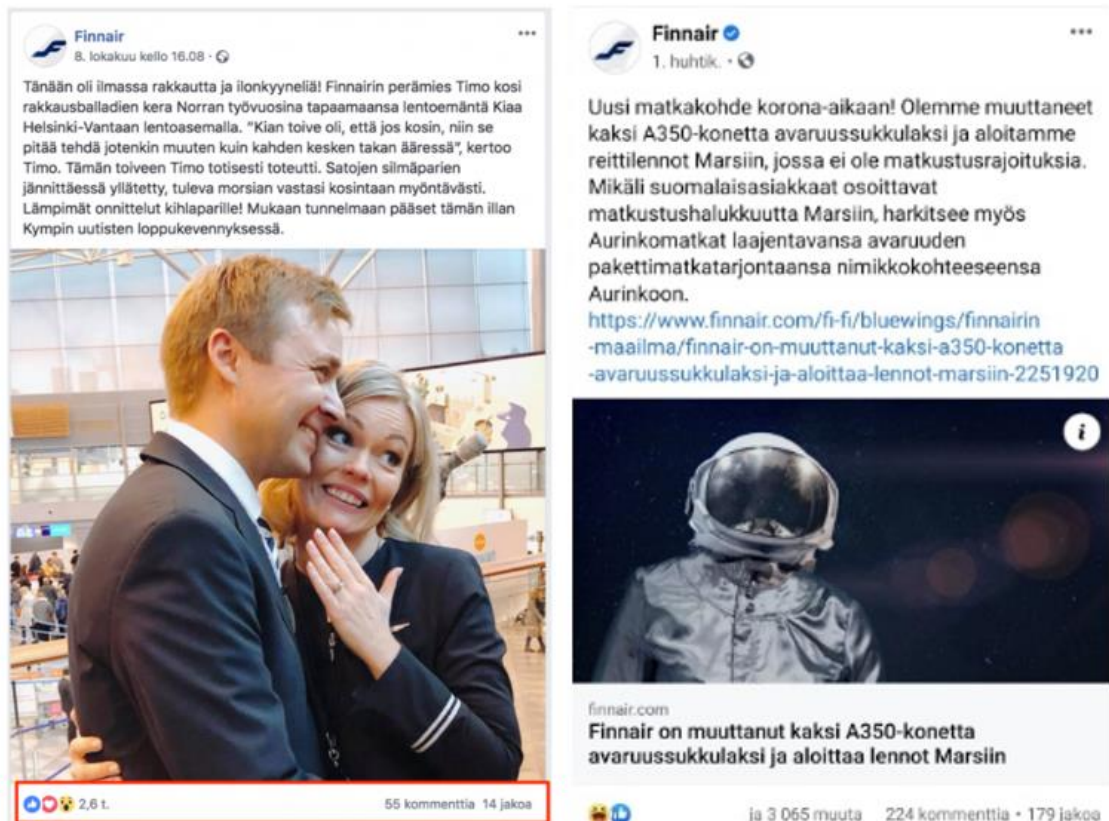 Finnair
8. lokakuu kello 16.08 ·
Tänään oli ilmassa rakkautta ja ilonkyyneliä! Finnairin perämies Timo kosi
rakkausballadien kera Norran työvuosina tapaamaansa lentoemäntä Kiaa
Helsinki-Vantaan lentoasemalla. "Kian toive oli, että jos kosin, niin se
pitää tehdä jotenkin muuten kuin kahden kesken takan ääressä", kertoo
Timo. Tämän toiveen Timo totisesti toteutti. Satojen silmäparien
jännittäessä yllätetty, tuleva morsian vastasi kosintaan myöntävästi.
Lämpimät onnittelut kihlaparille! Mukaan tunnelmaan pääset tämän illan
Kympin uutisten loppukevennyksessä.
2,6 t.
55 kommenttia 14 jakoa
Finnair
1. huhtik. ·
Uusi matkakohde korona-aikaan! Olemme muuttaneet
kaksi A350-konetta avaruussukkulaksi ja aloitamme
reittilennot Marsiin, jossa ei ole matkustusrajoituksia.
Mikäli suomalaisasiakkaat osoittavat
matkustushalukkuutta Marsiin, harkitsee myös
Aurinkomatkat laajentavansa avaruuden
pakettimatkatarjontaansa nimikkokohteeseensa
Aurinkoon.
https://www.finnair.com/fi-fi/bluewings/finnairin
-maailma/finnair-on-muuttanut-kaksi-a350-konetta
-avaruussukkulaksi-ja-aloittaa-lennot-marsiin-2251920
i
finnair.com
Finnair on muuttanut kaksi A350-konetta
avaruussukkulaksi ja aloittaa lennot Marsiin
ja 3 065 muuta
224 kommenttia • 179 jakoa